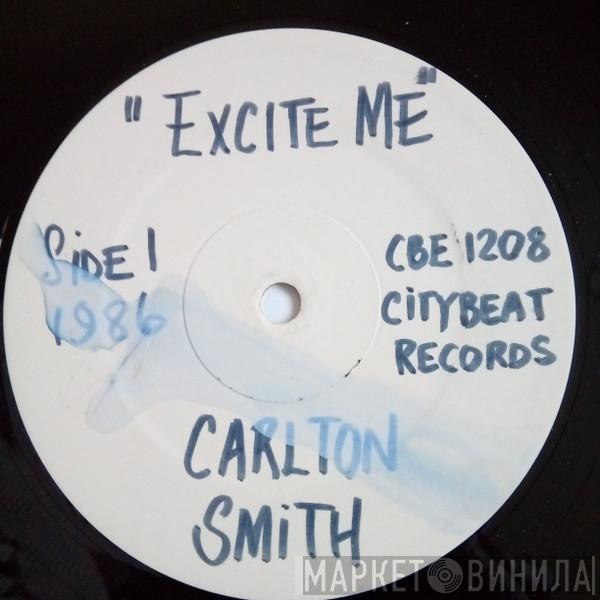 "EXCITE ME"
SiDE 1
1986
CBE 1208
CiTYBEAT
RECORDS
CARLTON
SMiTH
МАРКЕТ ВИНИЛА